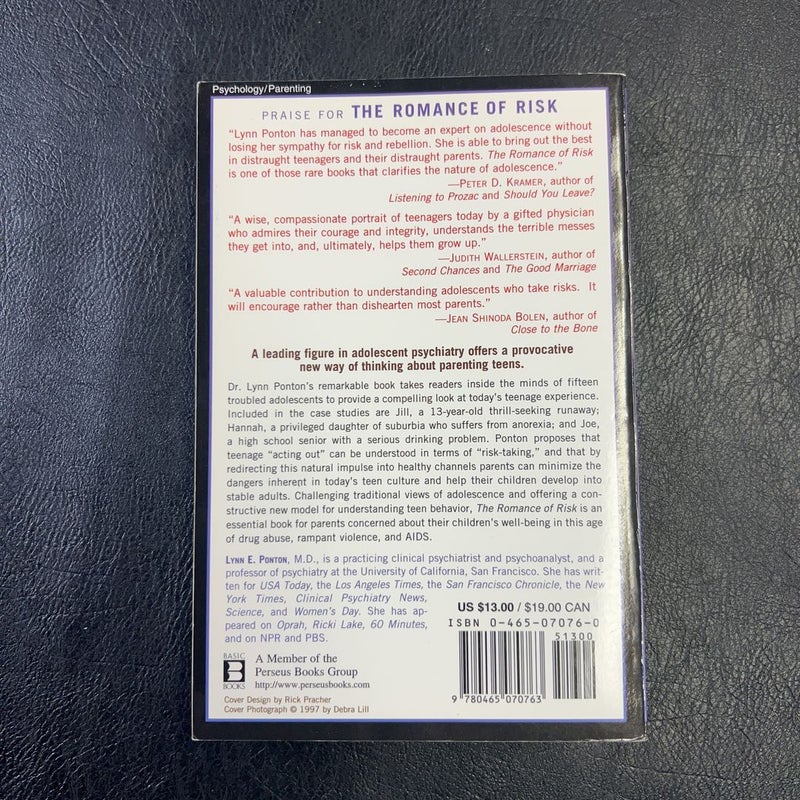 Psychology/Parenting
PRAISE FOR THE ROMANCE OF RISK
“Lynn Ponton has managed to become an expert on adolescence without
losing her sympathy for risk and rebellion. She is able to bring out the best
in distraught teenagers and their distraught parents. The Romance of Risk
is one of those rare books that clarifies the nature of adolescence.”
—PETER D. KRAMER, author of
Listening to Prozac and Should You Leave?
“A wise, compassionate portrait of teenagers today by a gifted physician
who admires their courage and integrity, understands the terrible messes
they get into, and, ultimately, helps them grow up.”
—JUDITH WALLERSTEIN, author of
Second Chances and The Good Marriage
“A valuable contribution to understanding adolescents who take risks. It
will encourage rather than dishearten most parents.”
—JEAN SHINODA BOLEN, author of
Close to the Bone
A leading figure in adolescent psychiatry offers a provocative
new way of thinking about parenting teens.
Dr. Lynn Ponton’s remarkable book takes readers inside the minds of fifteen
troubled adolescents to provide a compelling look at today’s teenage experience.
Included in the case studies are Jill, a 13-year-old thrill-seeking runaway;
Hannah, a privileged daughter of suburbia who suffers from anorexia; and Joe,
a high school senior with a serious drinking problem. Ponton proposes that
teenage “acting out” can be understood in terms of “risk-taking,” and that by
redirecting this natural impulse into healthy channels parents can minimize the
dangers inherent in today’s teen culture and help their children develop into
stable adults. Challenging traditional views of adolescence and offering a con-
structive new model for understanding teen behavior, The Romance of Risk is an
essential book for parents concerned about their children’s well-being in this age
of drug abuse, rampant violence, and AIDS.
LYNN E. PONTON, M.D., is a practicing clinical psychiatrist and psychoanalyst, and a
professor of psychiatry at the University of California, San Francisco. She has writ-
ten for USA Today, the Los Angeles Times, the San Francisco Chronicle, the New
York Times, Clinical Psychiatry News,
Science, and Women’s Day. She has ap-
peared on Oprah, Ricki Lake, 60 Minutes,
and on NPR and PBS.
US $13.00 / $19.00 CAN
ISBN 0-465-07076-0
51300
9 780465 070763
BASIC
B
BOOKS
A Member of the
Perseus Books Group
http://www.perseusbooks.com
Cover Design by Rick Pracher
Cover Photograph © 1997 by Debra Lill